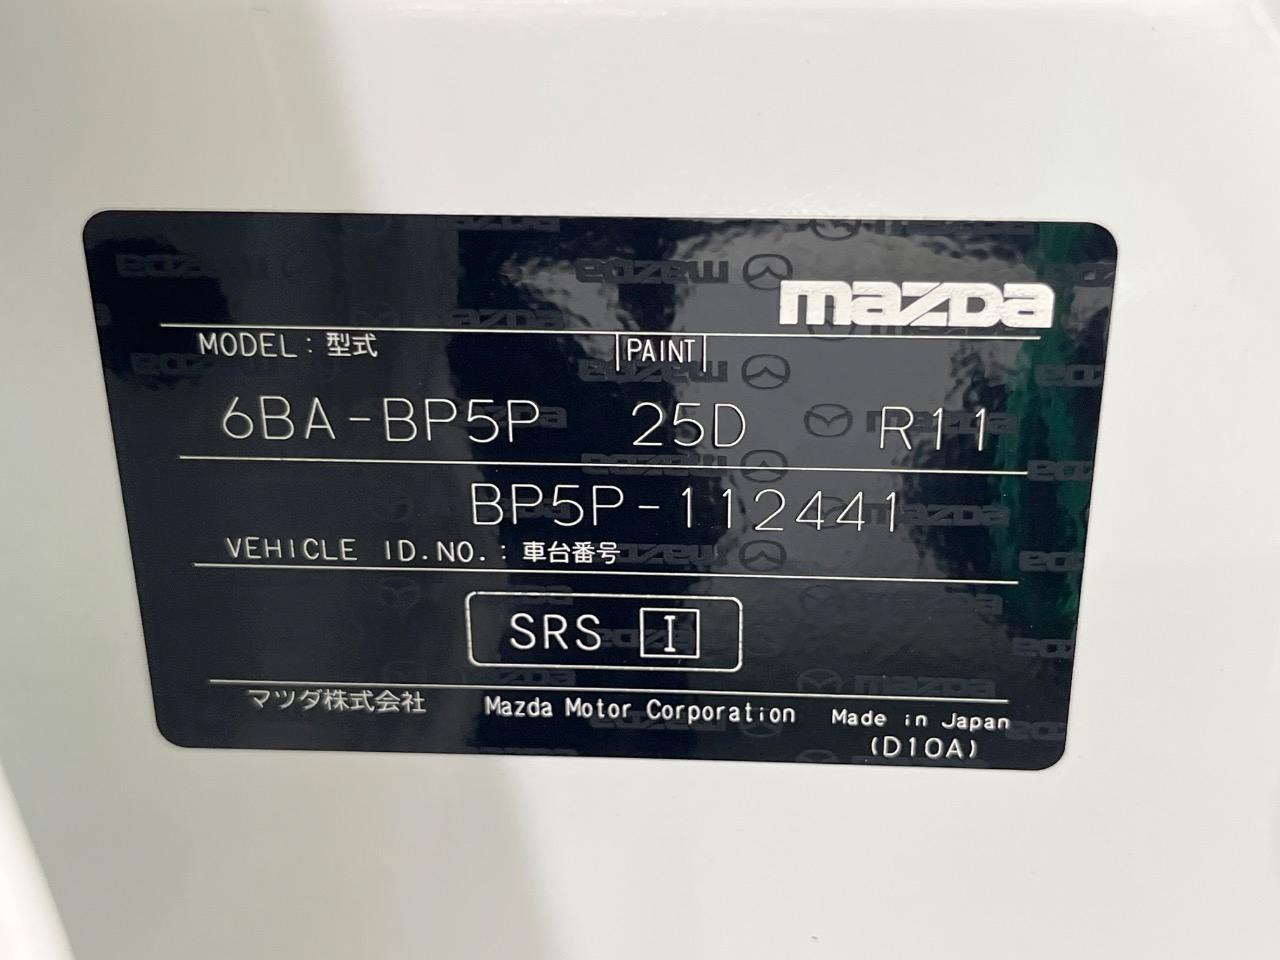 mazda
MODEL: 型式 PAINT
6BA-BP5P 25D R11
BP5P-112441
VEHICLE ID.NO.: 車台番号
SRS I
マツダ株式会社 Mazda Motor Corporation Made in Japan
(D10A)